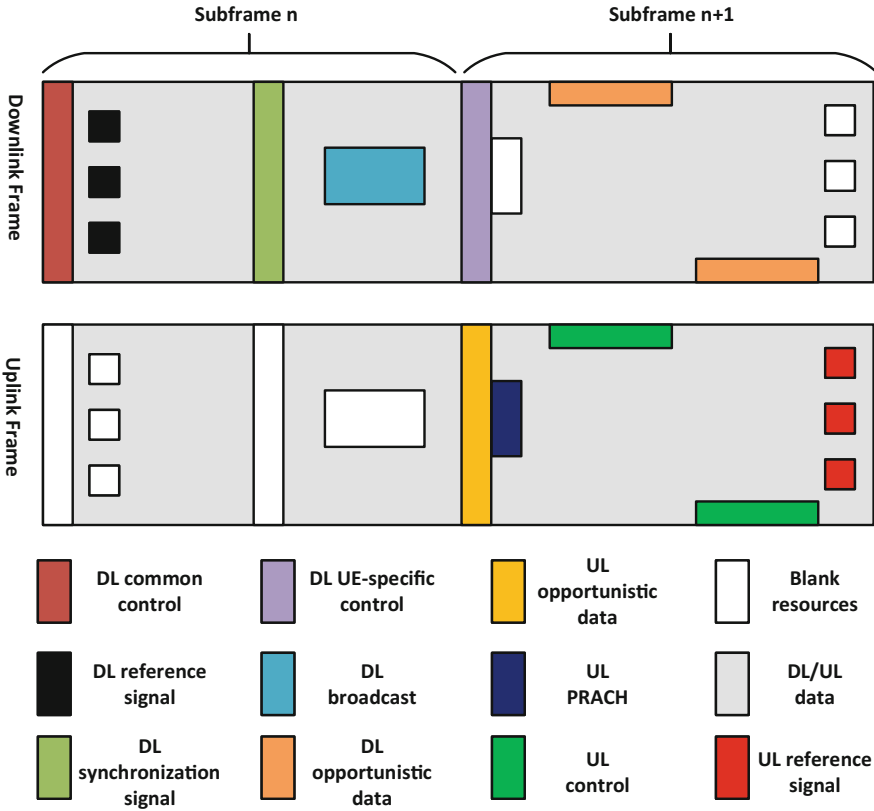 Subframe n
Subframe n+1
Downlink Frame
Uplink Frame
DL common
control
DL UE-specific
control
UL
opportunistic
data
Blank
resources
DL reference
signal
DL
broadcast
UL
PRACH
DL/UL
data
DL
synchronization
signal
DL
opportunistic
data
UL
control
UL reference
signal